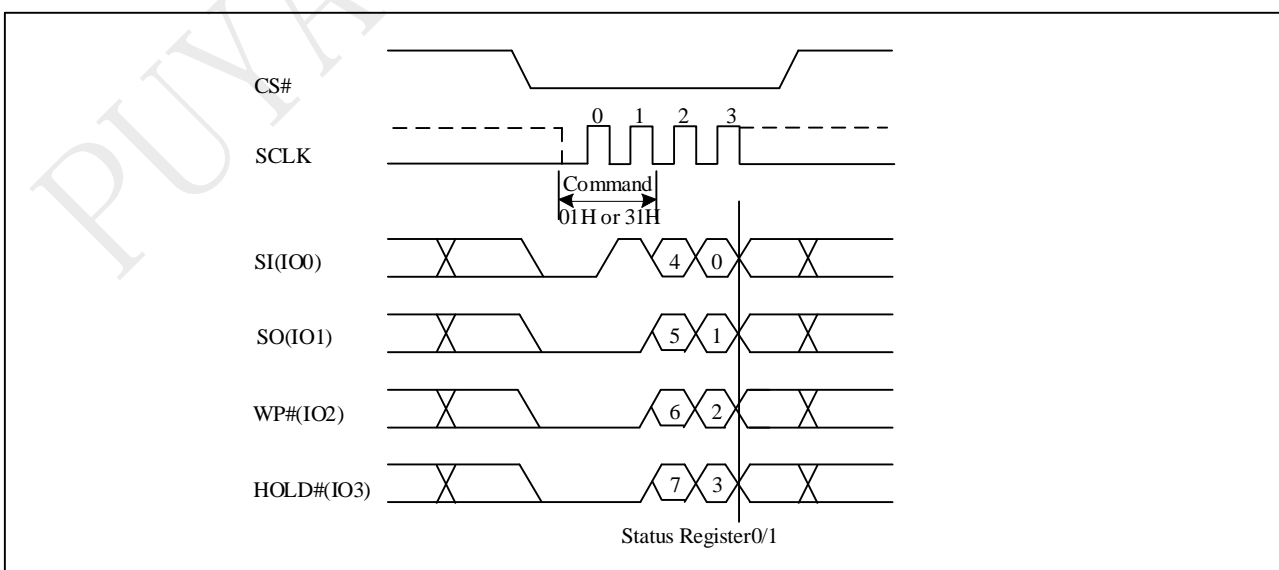 PUYA
CS#
0 1 2 3
SCLK
Command
01H or 31H
SI(IO0) 4 0
SO(IO1) 5 1
WP#(IO2) 6 2
HOLD#(IO3) 7 3
Status Register0/1